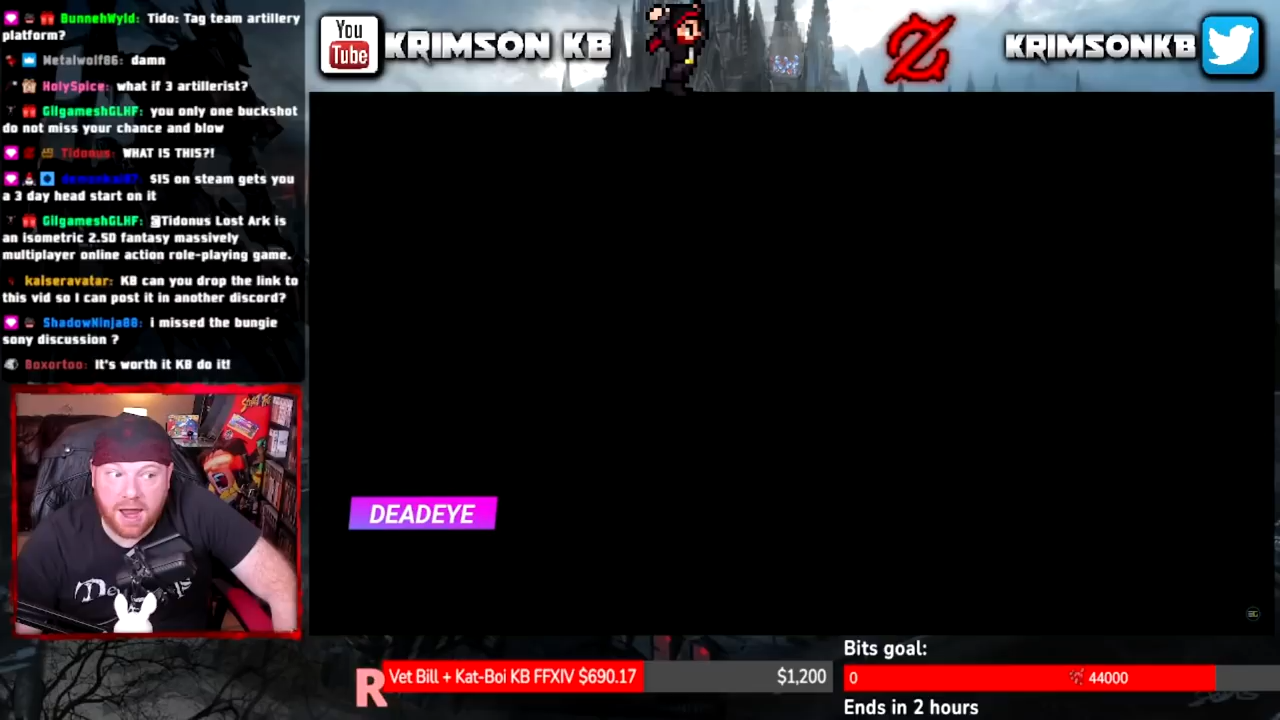 BunnehWyld: Tido: Tag team artillery
platform?
Metalwolf86: damn
HolySpice: what if 3 artillerist?
GilgameshGLHF: you only one buckshot
do not miss your chance and blow
Tidonus: WHAT IS THIS?!
$15 on steam gets you
a 3 day head start on it
GilgameshGLHF: @Tidonus Lost Ark is
an isometric 2.5D fantasy massively
multiplayer online action role-playing game.
kaiseravatar: KB can you drop the link to
this vid so I can post it in another discord?
ShadowNinja88: i missed the bungie
sony discussion ?
Boxortoo: It's worth it KB do it!
You
Tube
KRIMSON KB
Z
KRIMSONKB
DEADEYE
R
Vet Bill + Kat-Boi KB FFXIV $690.17
$1,200
Bits goal:
0
44000
Ends in 2 hours